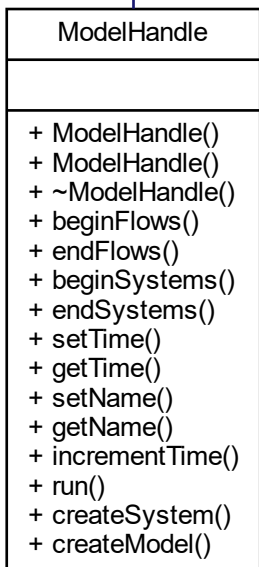 ModelHandle
+ ModelHandle()
+ ModelHandle()
+ ~ModelHandle()
+ beginFlows()
+ endFlows()
+ beginSystems()
+ endSystems()
+ setTime()
+ getTime()
+ setName()
+ getName()
+ incrementTime()
+ run()
+ createSystem()
+ createModel()